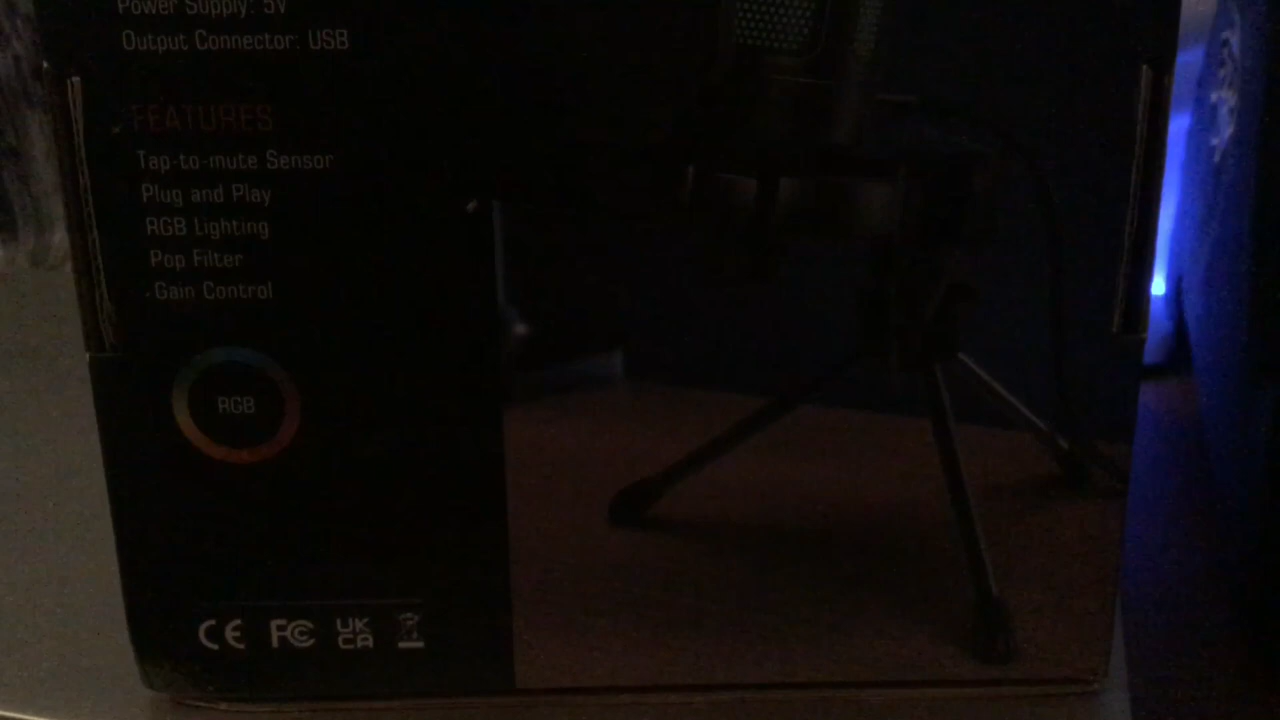 Power Supply: 5V
Output Connector: USB
FEATURES
Tap-to-mute Sensor
Plug and Play
RGB Lighting
Pop Filter
Gain Control
RGB
CE FC UK
CA